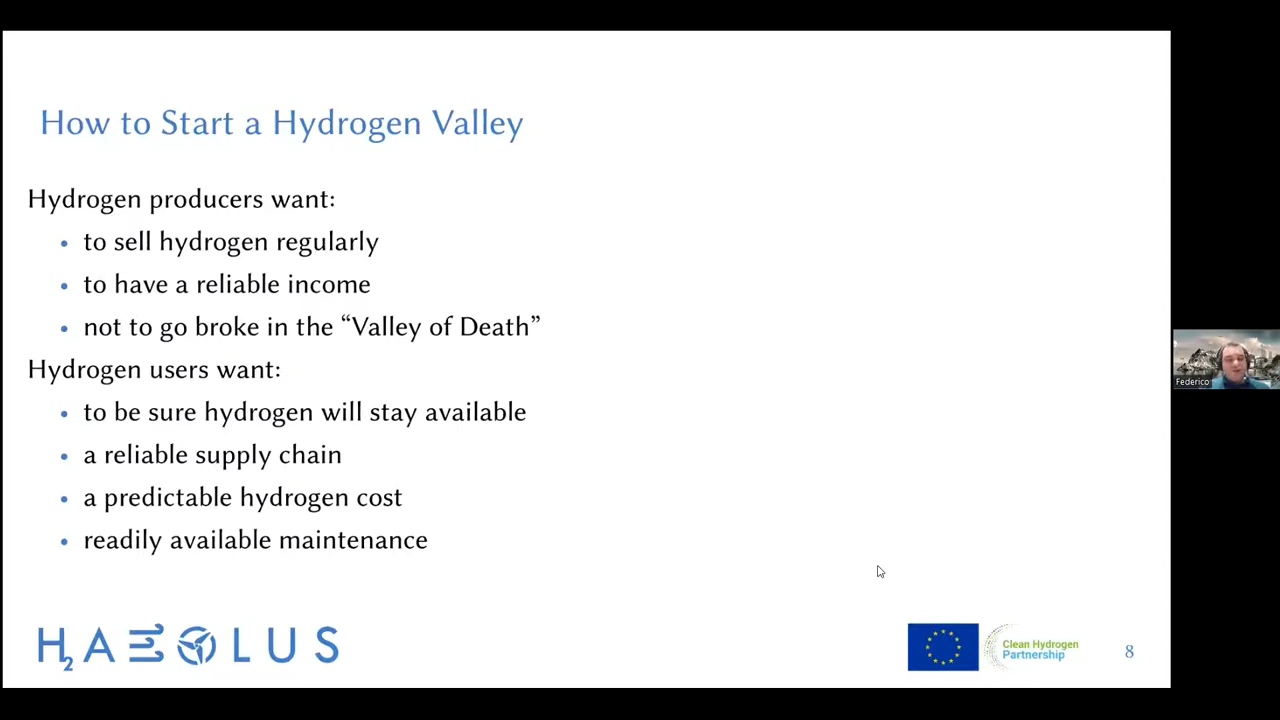 How to Start a Hydrogen Valley
Hydrogen producers want:
• to sell hydrogen regularly
• to have a reliable income
• not to go broke in the “Valley of Death”
Hydrogen users want:
• to be sure hydrogen will stay available
• a reliable supply chain
• a predictable hydrogen cost
• readily available maintenance
Federico
H2AEOLUS
Clean Hydrogen
Partnership
8